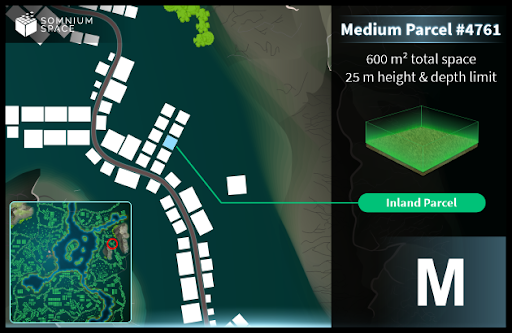 SOMNIUM
SPACE
Medium Parcel #4761
600 m² total space
25 m height & depth limit
Inland Parcel
M